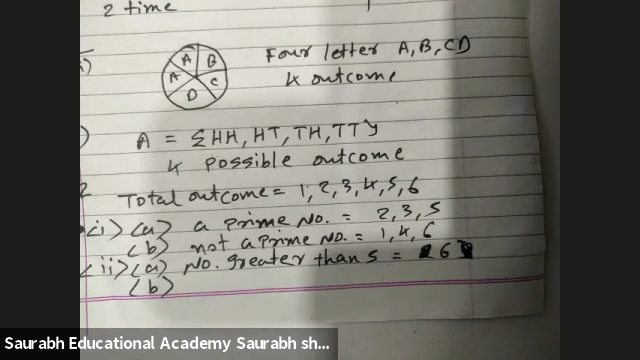 2 time
i)
A B
A C
D
Four letter A, B, CD
4 outcome
) A = {HH, HT, TH, TT}
4 possible outcome
2 Total outcome = 1, 2, 3, 4, 5, 6
(i) (a) a prime No. = 2, 3, 5
(b) not a prime No. = 1, 4, 6
(ii) (a) No. greater than 5 = 6
(b)
Saurabh Educational Academy Saurabh sh...